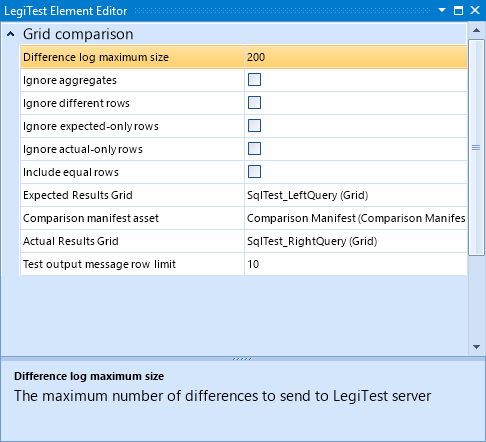 LegiTest Element Editor
Grid comparison
Difference log maximum size 200
Ignore aggregates
Ignore different rows
Ignore expected-only rows
Ignore actual-only rows
Include equal rows
Expected Results Grid SqlTest_LeftQuery (Grid)
Comparison manifest asset Comparison Manifest (Comparison Manifes
Actual Results Grid SqlTest_RightQuery (Grid)
Test output message row limit 10
Difference log maximum size
The maximum number of differences to send to LegiTest server